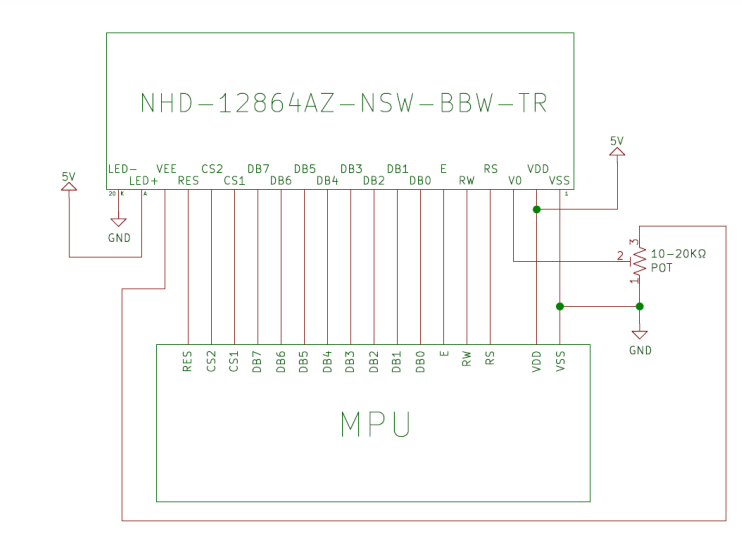 NHD-12864AZ-NSW-BBW-TR
LED- VEE CS2 DB7 DB5 DB3 DB1 E RS VDD
LED+ RES CS1 DB6 DB4 DB2 DB0 RW V0 VSS
20 K A 1
5V
GND
5V
3
2
1
10-20KΩ
POT
GND
RES CS2 CS1 DB7 DB6 DB5 DB4 DB3 DB2 DB1 DB0 E RW RS VDD VSS
MPU